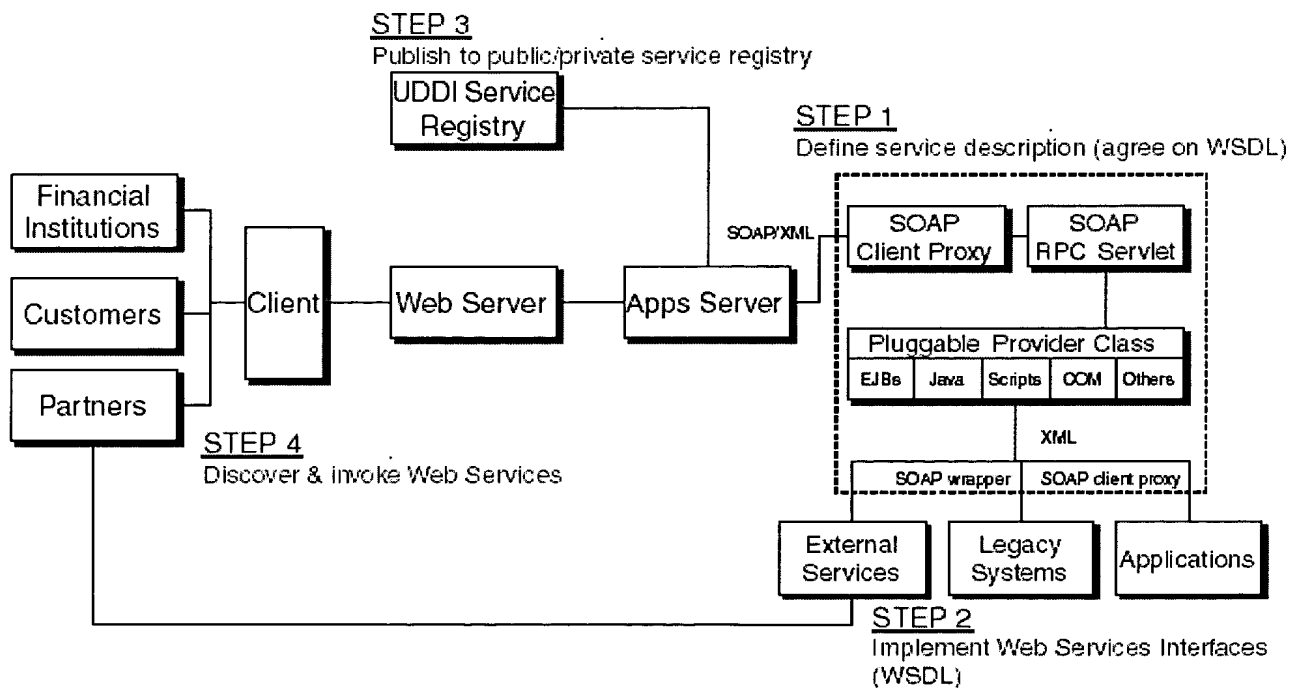 STEP 3
Publish to public/private service registry
UDDI Service
Registry
STEP 1
Define service description (agree on WSDL)
Financial
Institutions
Customers
Partners
Client
Web Server
Apps Server
SOAP/XML
SOAP
Client Proxy
SOAP
RPC Servlet
Pluggable Provider Class
EJBs
Java
Scripts
COM
Others
XML
SOAP wrapper
SOAP client proxy
STEP 4
Discover & invoke Web Services
External
Services
Legacy
Systems
Applications
STEP 2
Implement Web Services Interfaces
(WSDL)